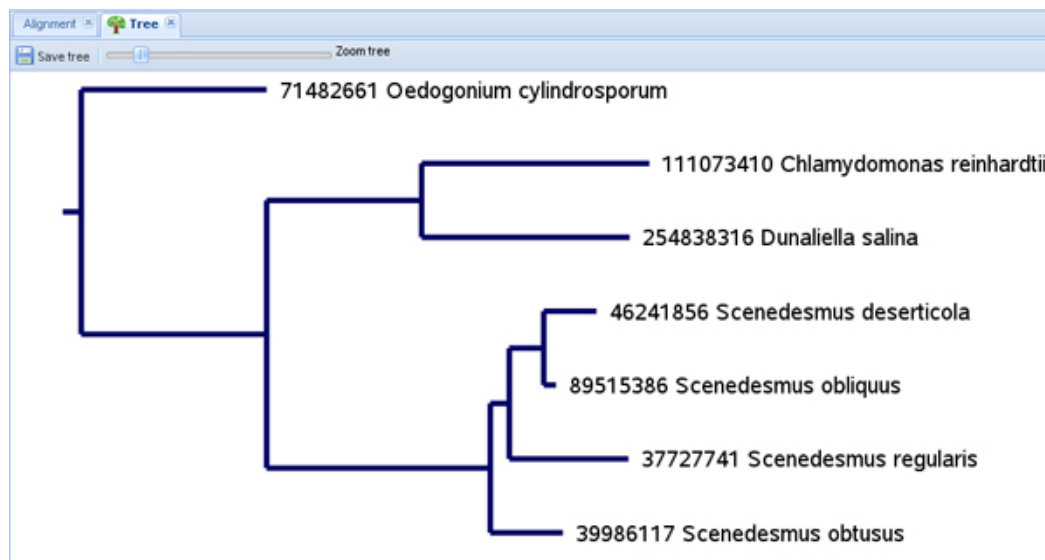 Alignment Tree
Save tree Zoom tree
71482661 Oedogonium cylindrosporum
111073410 Chlamydomonas reinhardtii
254838316 Dunaliella salina
46241856 Scenedesmus deserticola
89515386 Scenedesmus obliquus
37727741 Scenedesmus regularis
39986117 Scenedesmus obtusus